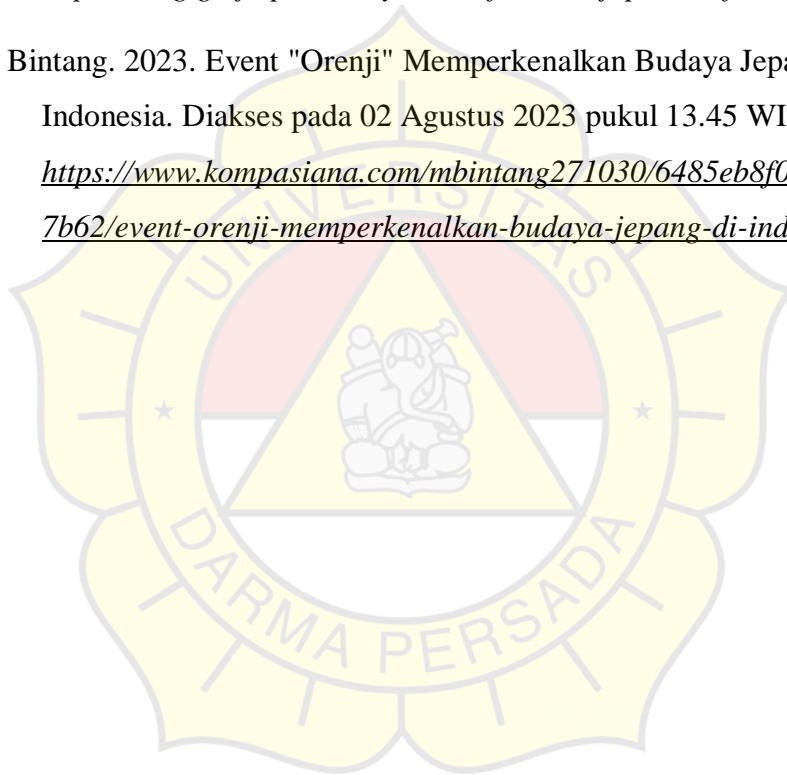 Bintang. 2023. Event "Orenji" Memperkenalkan Budaya Jepa
Indonesia. Diakses pada 02 Agustus 2023 pukul 13.45 WI
https://www.kompasiana.com/mbintang271030/6485eb8f0
7b62/event-orenji-memperkenalkan-budaya-jepang-di-ind
UNIVERSITAS
DARMA PERSADA